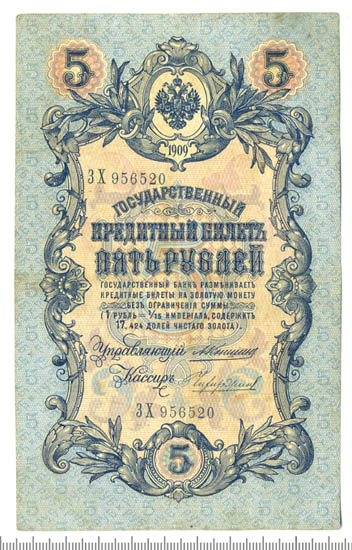 5 5
1909
ЗХ 956520
ГОСУДАРСТВЕННЫЙ
КРЕДИТНЫЙ БИЛЕТЪ
ПЯТЬ РУБЛЕЙ
ГОСУДАРСТВЕННЫЙ БАНКЪ РАЗМѢНИВАЕТЪ
КРЕДИТНЫЕ БИЛЕТЫ НА ЗОЛОТУЮ МОНЕТУ
БЕЗЪ ОГРАНИЧЕНІЯ СУММЫ
(1 РУБЛЬ = 1/15 ИМПЕРІАЛА, СОДЕРЖИТЪ
17,424 ДОЛЕЙ ЧИСТАГО ЗОЛОТА).
Управляющій
Кассиръ
ЗХ 956520
5